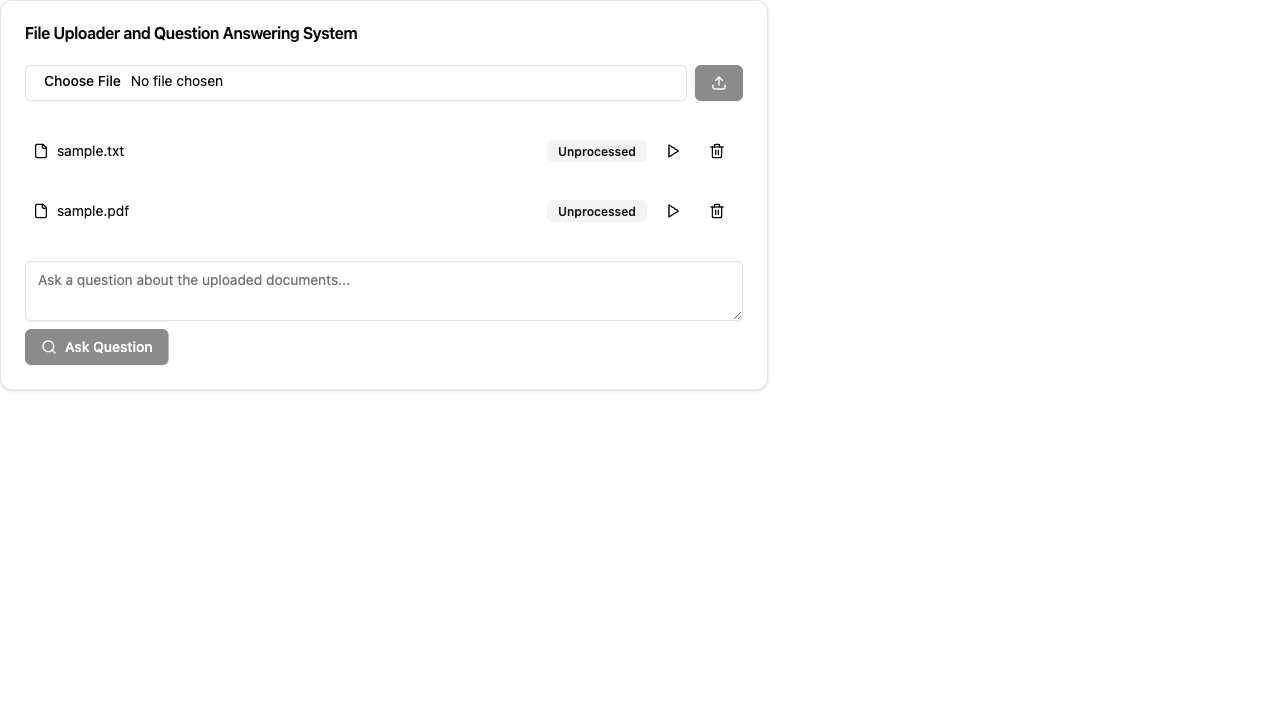 File Uploader and Question Answering System
Choose File No file chosen
sample.txt Unprocessed
sample.pdf Unprocessed
Ask a question about the uploaded documents...
Ask Question